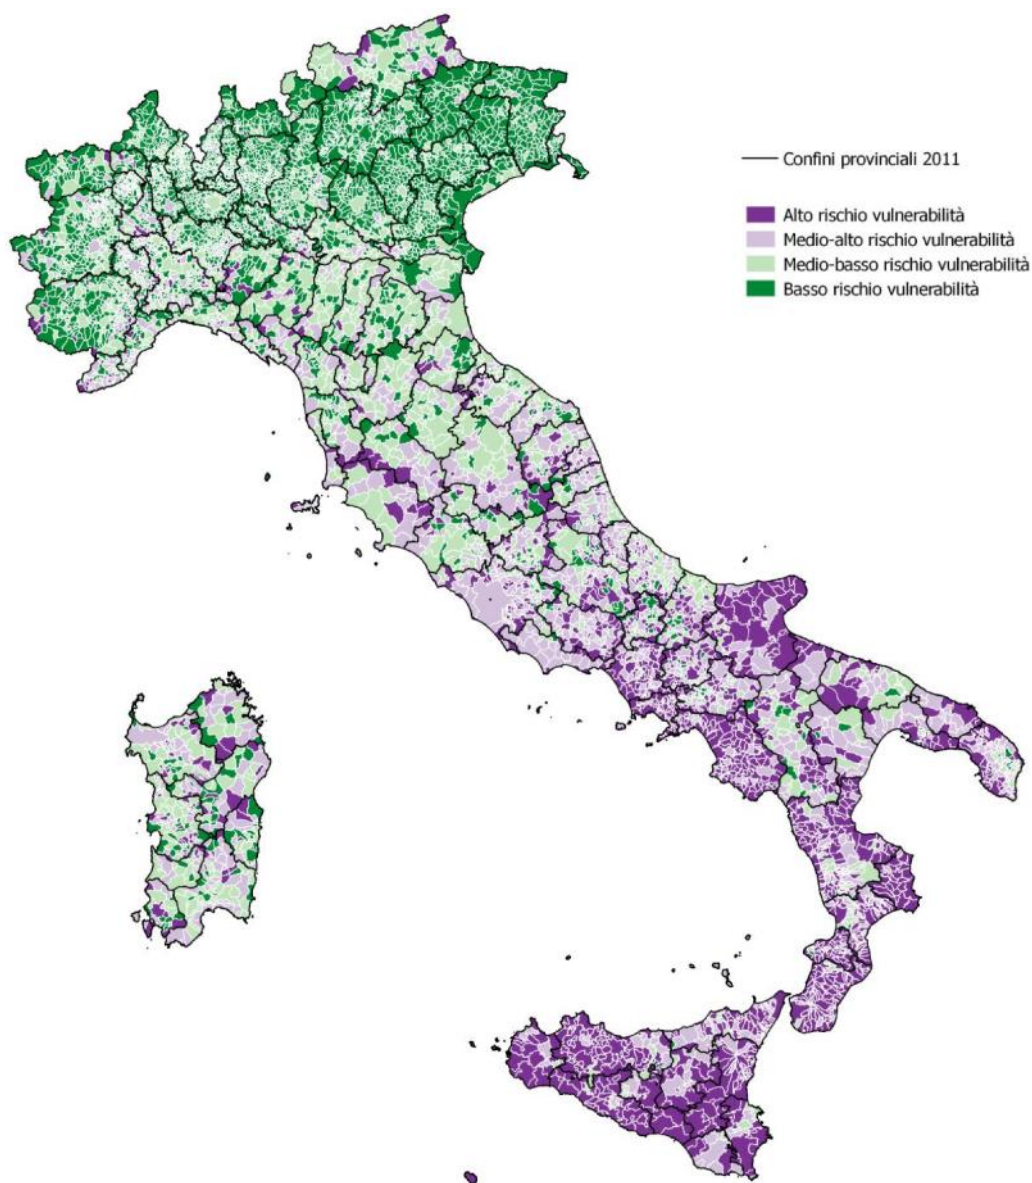 Confini provinciali 2011
Alto rischio vulnerabilità
Medio-alto rischio vulnerabilità
Medio-basso rischio vulnerabilità
Basso rischio vulnerabilità